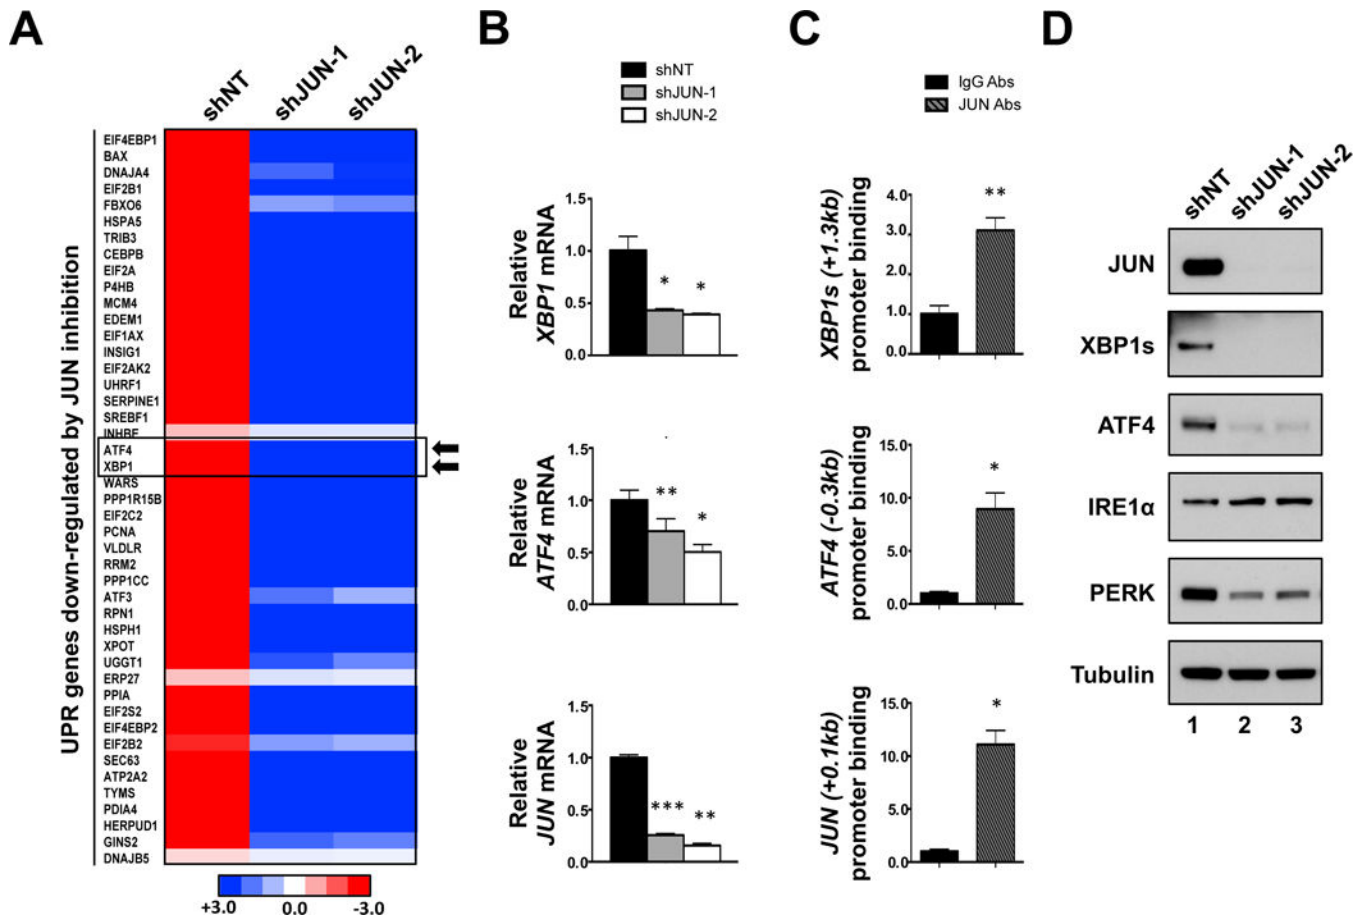 A
shNT
shJUN-1
shJUN-2
UPR genes down-regulated by JUN inhibition
EIF4EBP1
BAX
DNAJA4
EIF2B1
FBXO6
HSPA5
TRIB3
CEBPB
EIF2A
P4HB
MCM4
EDEM1
EIF1AX
INSIG1
EIF2AK2
UHRF1
SERPINE1
SREBF1
INHBE
ATF4
XBP1
WARS
PPP1R15B
EIF2C2
PCNA
VLDLR
RRM2
PPP1CC
ATF3
RPN1
HSPH1
XPOT
UGGT1
ERP27
PPIA
EIF2S2
EIF4EBP2
EIF2B2
SEC63
ATP2A2
TYMS
PDIA4
HERPUD1
GINS2
DNAJB5
+3.0 0.0 -3.0
B
shNT
shJUN-1
shJUN-2
Relative
XBP1 mRNA
1.5
1.0
0.5
0.0
* *
Relative
ATF4 mRNA
1.5
1.0
0.5
0.0
** *
Relative
JUN mRNA
1.5
1.0
0.5
0.0
*** **
C
IgG Abs
JUN Abs
XBP1s (+1.3kb)
promoter binding
4.0
3.0
2.0
1.0
0.0
**
ATF4 (-0.3kb)
promoter binding
15.0
10.0
5.0
0.0
*
JUN (+0.1kb)
promoter binding
15.0
10.0
5.0
0.0
*
D
shNT
shJUN-1
shJUN-2
JUN
XBP1s
ATF4
IRE1α
PERK
Tubulin
1 2 3